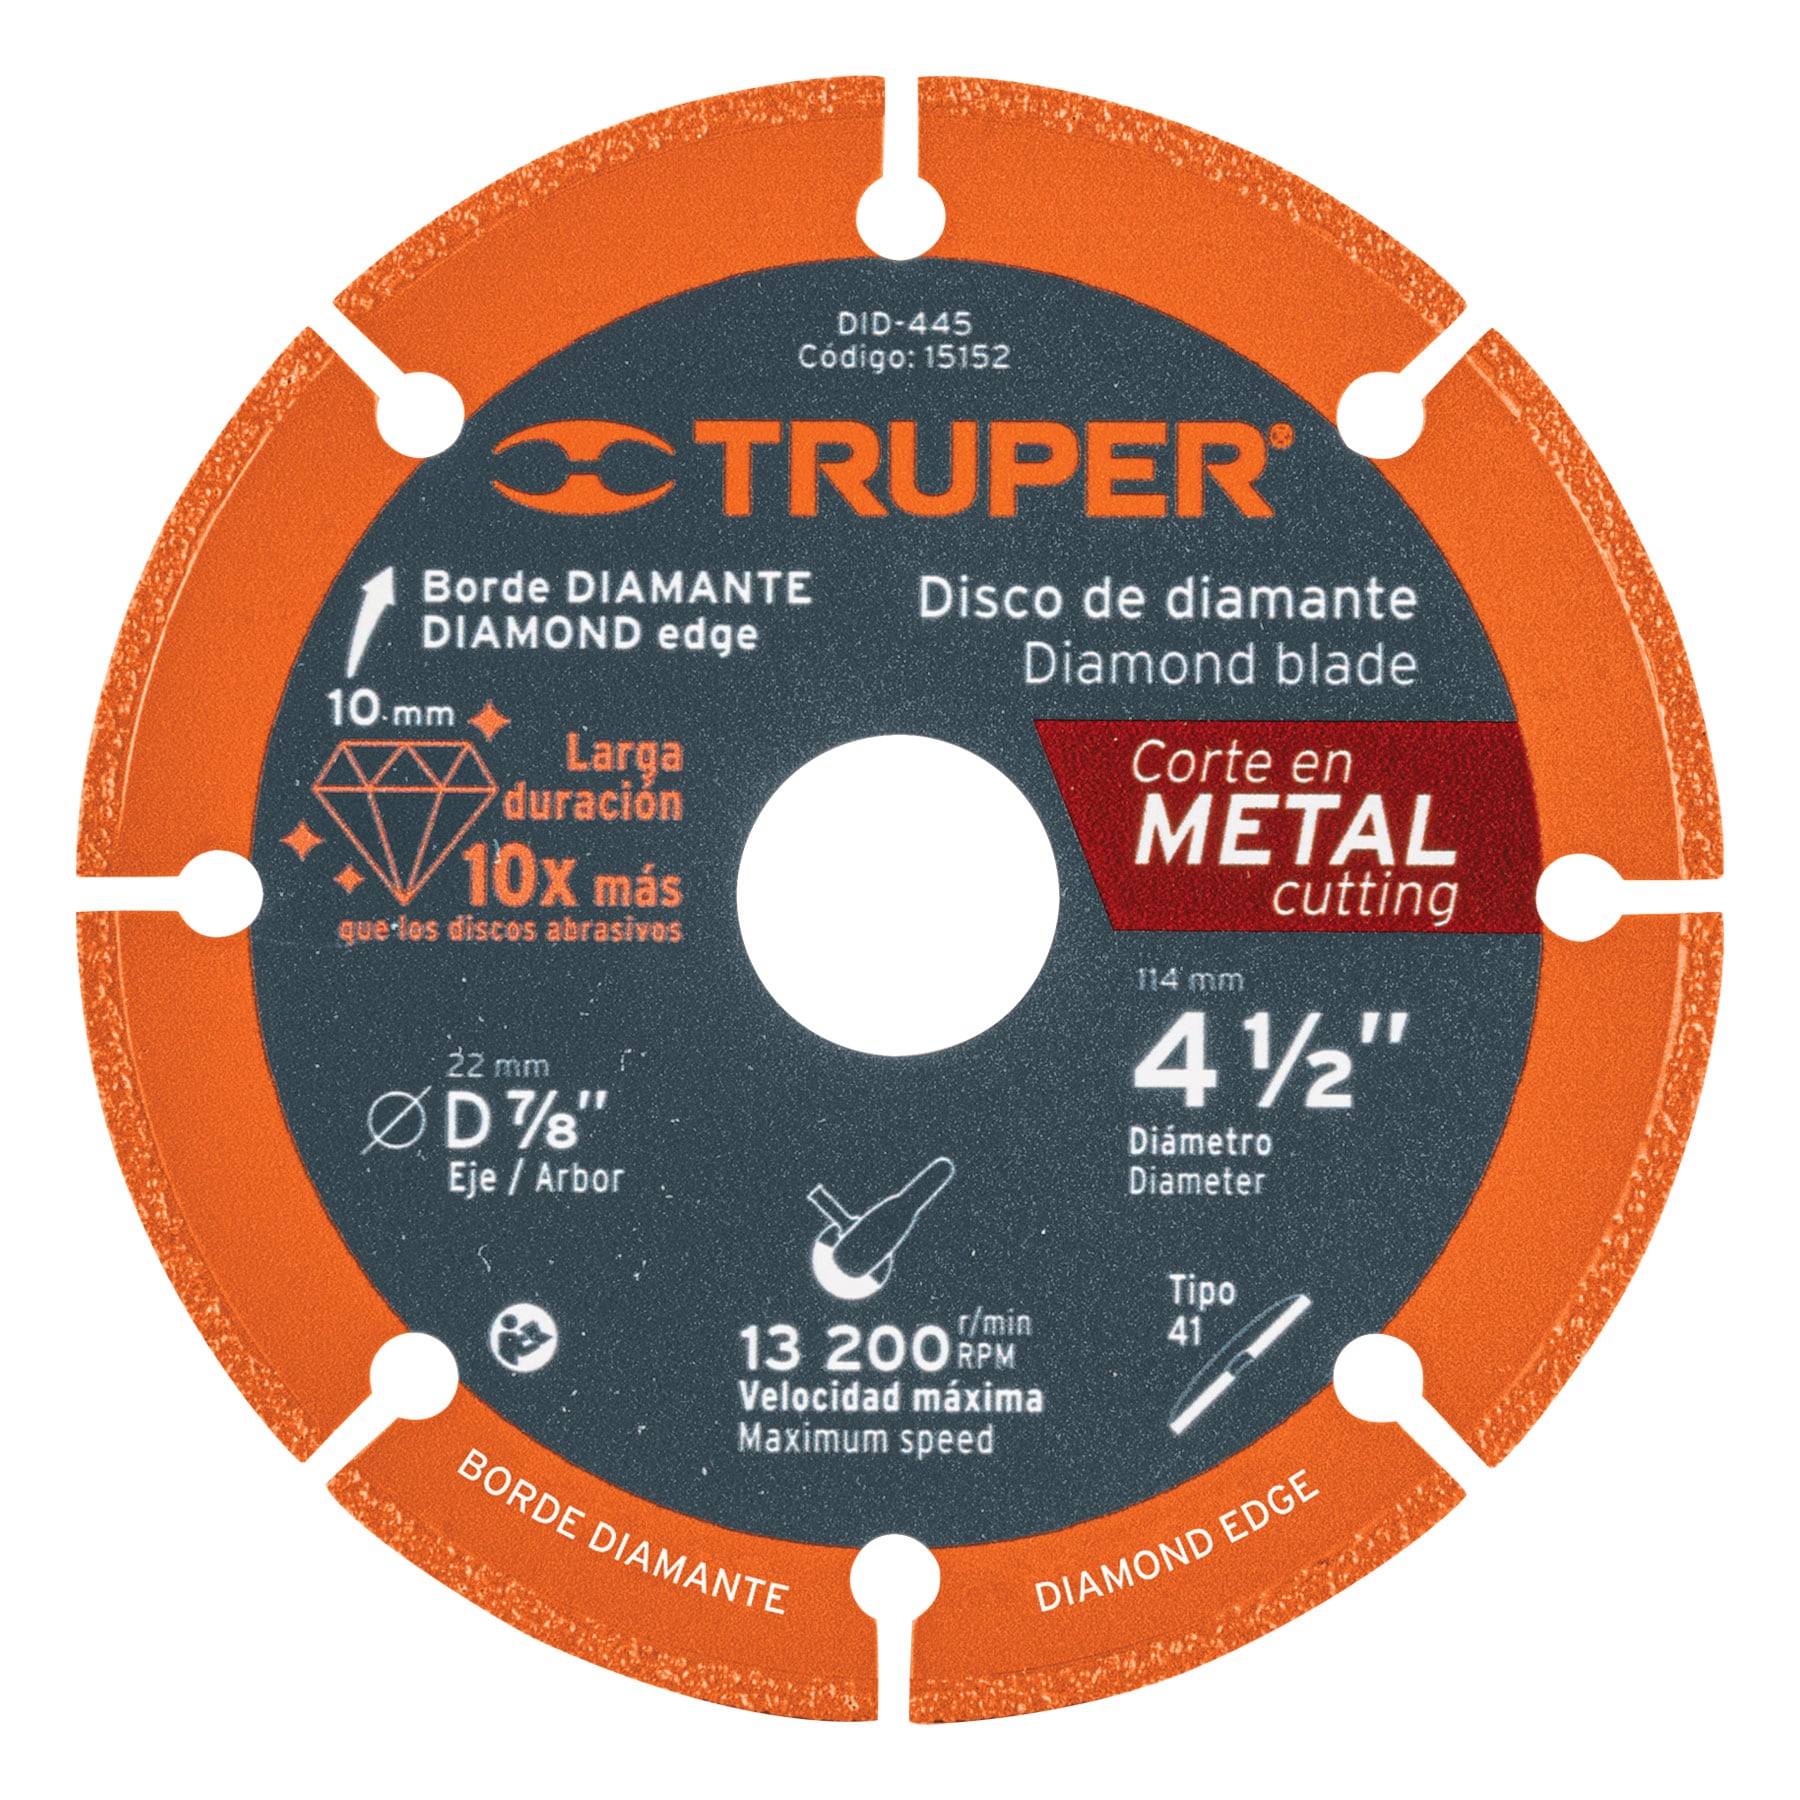 DID-445
Código: 15152
TRUPER®
Borde DIAMANTE
DIAMOND edge
10 mm
Disco de diamante
Diamond blade
Larga
duración
10x más
que los discos abrasivos
Corte en
METAL
cutting
22 mm
D 7/8"
Eje / Arbor
114 mm
4 1/2"
Diámetro
Diameter
13 200 r/min
RPM
Velocidad máxima
Maximum speed
Tipo
41
BORDE DIAMANTE
DIAMOND EDGE